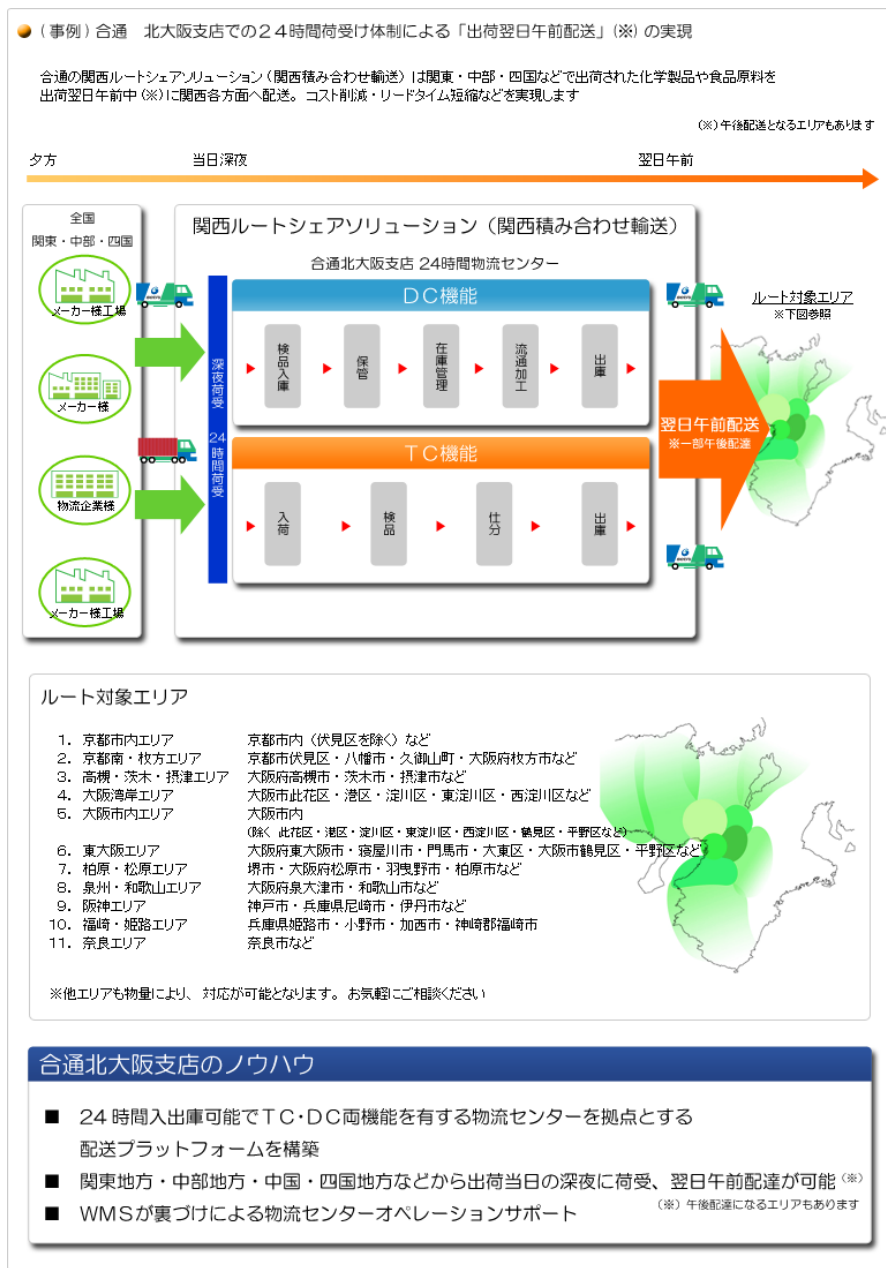 (事例)合通 北大阪支店での24時間荷受け体制による「出荷翌日午前配送」(※)の実現
合通の関西ルートシェアソリューション(関西積み合わせ輸送)は関東・中部・四国などで出荷された化学製品や食品原料を
出荷翌日午前中(※)に関西各方面へ配送。コスト削減・リードタイム短縮などを実現します
(※)午後配送となるエリアもあります
夕方 当日深夜 翌日午前
全国
関東・中部・四国
メーカー様工場
メーカー様
物流企業様
メーカー様工場
関西ルートシェアソリューション(関西積み合わせ輸送)
合通北大阪支店 24時間物流センター
深夜荷受 24時間荷受
DC機能
検品入庫 保管 在庫管理 流通加工 出庫
TC機能
入荷 検品 仕分 出庫
翌日午前配送
※一部午後配達
ルート対象エリア
※下図参照
ルート対象エリア
1. 京都市内エリア 京都市内(伏見区を除く)など
2. 京都南・枚方エリア 京都市伏見区・八幡市・久御山町・大阪府枚方市など
3. 高槻・茨木・摂津エリア 大阪府高槻市・茨木市・摂津市など
4. 大阪湾岸エリア 大阪市此花区・港区・淀川区・東淀川区・西淀川区など
5. 大阪市内エリア 大阪市内
(除く 此花区・港区・淀川区・東淀川区・西淀川区・鶴見区・平野区など)
6. 東大阪エリア 大阪府東大阪市・寝屋川市・門馬市・大東区・大阪市鶴見区・平野区など
7. 柏原・松原エリア 堺市・大阪府松原市・羽曳野市・柏原市など
8. 泉州・和歌山エリア 大阪府泉大津市・和歌山市など
9. 阪神エリア 神戸市・兵庫県尼崎市・伊丹市など
10. 福崎・姫路エリア 兵庫県姫路市・小野市・加西市・神崎郡福崎市
11. 奈良エリア 奈良市など
※他エリアも物量により、対応が可能となります。お気軽にご相談ください
合通北大阪支店のノウハウ
■ 24時間入出庫可能でTC・DC両機能を有する物流センターを拠点とする
配送プラットフォームを構築
■ 関東地方・中部地方・中国・四国地方などから出荷当日の深夜に荷受、翌日午前配達が可能(※)
(※)午後配達になるエリアもあります
■ WMSが裏づけによる物流センターオペレーションサポート